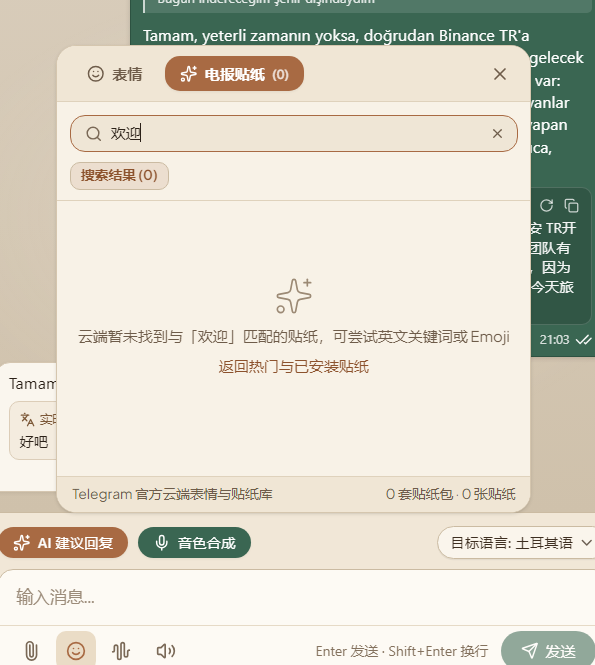 Bugün indireceğim şehir dışındaydım
Tamam, yeterli zamanın yoksa, doğrudan Binance TR'a
gelecek
var:
yanlar
yapan
ıca,
表情
电报贴纸 (0)
欢迎
搜索结果 (0)
安 TR开
团队有
，因为
今天旅
云端暂未找到与「欢迎」匹配的贴纸，可尝试英文关键词或 Emoji
返回热门与已安装贴纸
21:03
Tamam
实时
好吧
Telegram 官方云端表情与贴纸库
0 套贴纸包 · 0 张贴纸
AI 建议回复
音色合成
目标语言: 土耳其语
输入消息...
Enter 发送 · Shift+Enter 换行
发送